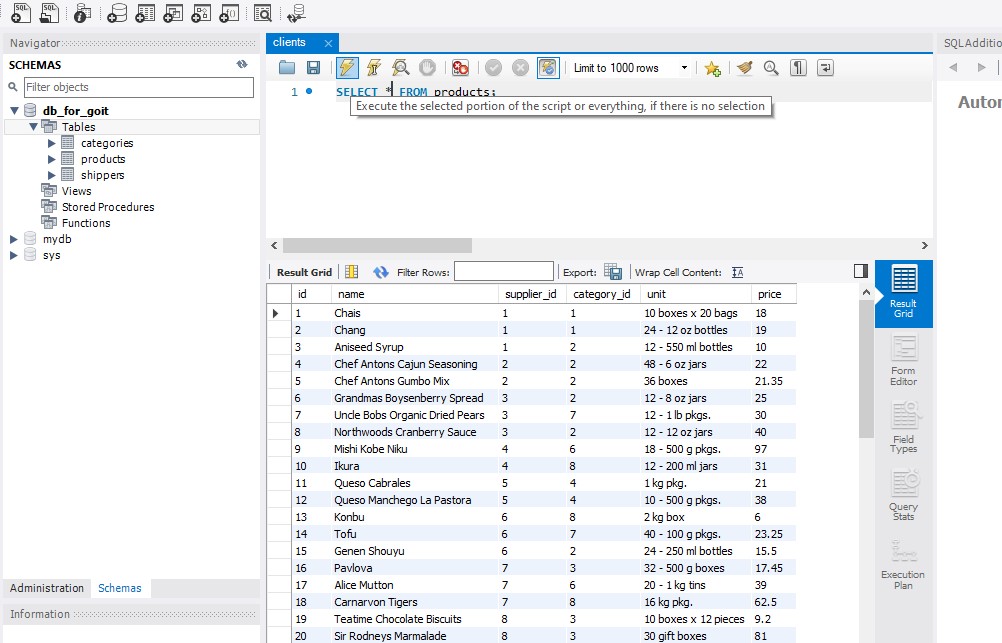 SQL SQL
Navigator
clients
SQLAdditio
SCHEMAS
Filter objects
Limit to 1000 rows
db_for_goit
Tables
categories
products
shippers
Views
Stored Procedures
Functions
mydb
sys
1 SELECT * FROM products;
Execute the selected portion of the script or everything, if there is no selection
Autor
Result Grid Filter Rows: Export: Wrap Cell Content: IA
id name supplier_id category_id unit price
1 Chais 1 1 10 boxes x 20 bags 18
2 Chang 1 1 24 - 12 oz bottles 19
3 Aniseed Syrup 1 2 12 - 550 ml bottles 10
4 Chef Antons Cajun Seasoning 2 2 48 - 6 oz jars 22
5 Chef Antons Gumbo Mix 2 2 36 boxes 21.35
6 Grandmas Boysenberry Spread 3 2 12 - 8 oz jars 25
7 Uncle Bobs Organic Dried Pears 3 7 12 - 1 lb pkgs. 30
8 Northwoods Cranberry Sauce 3 2 12 - 12 oz jars 40
9 Mishi Kobe Niku 4 6 18 - 500 g pkgs. 97
10 Ikura 4 8 12 - 200 ml jars 31
11 Queso Cabrales 5 4 1 kg pkg. 21
12 Queso Manchego La Pastora 5 4 10 - 500 g pkgs. 38
13 Konbu 6 8 2 kg box 6
14 Tofu 6 7 40 - 100 g pkgs. 23.25
15 Genen Shouyu 6 2 24 - 250 ml bottles 15.5
16 Pavlova 7 3 32 - 500 g boxes 17.45
17 Alice Mutton 7 6 20 - 1 kg tins 39
18 Carnarvon Tigers 7 8 16 kg pkg. 62.5
19 Teatime Chocolate Biscuits 8 3 10 boxes x 12 pieces 9.2
20 Sir Rodneys Marmalade 8 3 30 gift boxes 81
Result
Grid
Form
Editor
Field
Types
Query
Stats
Execution
Plan
Administration Schemas
Information